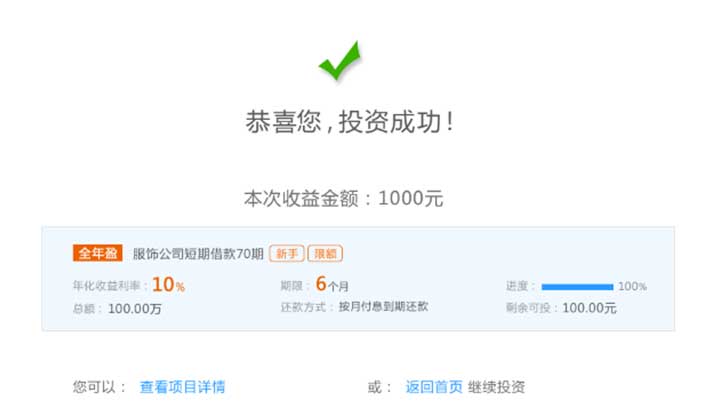 恭喜您,投资成功!
本次收益金额:1000元
全年盈 服饰公司短期借款70期 新手 限额
年化收益利率:10% 期限:6个月 进度: 100%
总额: 100.00万 还款方式: 按月付息到期还款 剩余可投:100.00元
您可以: 查看项目详情 或: 返回首页 继续投资